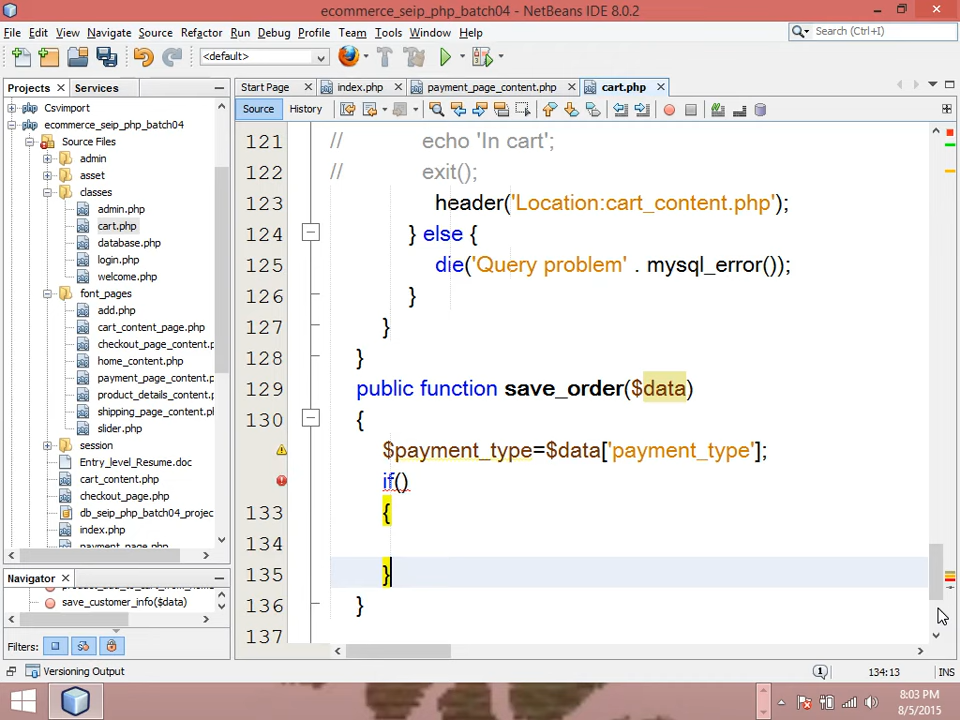 ecommerce_seip_php_batch04 - NetBeans IDE 8.0.2
File Edit View Navigate Source Refactor Run Debug Profile Team Tools Window Help
Search (Ctrl+I)
<default>
Projects Services
Start Page index.php payment_page_content.php cart.php
Source History
Csvimport
ecommerce_seip_php_batch04
Source Files
admin
asset
classes
admin.php
cart.php
database.php
login.php
welcome.php
font_pages
add.php
cart_content_page.php
checkout_page_content.p
home_content.php
payment_page_content.p
product_details_content.
shipping_page_content.p
slider.php
session
Entry_level_Resume.doc
cart_content.php
checkout_page.php
db_seip_php_batch04_projec
index.php
payment_page.php
121 // echo 'In cart';
122 // exit();
123 header('Location:cart_content.php');
124 } else {
125 die('Query problem' . mysql_error());
126 }
127 }
128 }
129 public function save_order($data)
130 {
$payment_type=$data['payment_type'];
if()
133 {
134
135 }
136 }
137
Navigator
save_customer_info($data)
Filters:
Versioning Output
1
134:13
INS
8:03 PM
8/5/2015